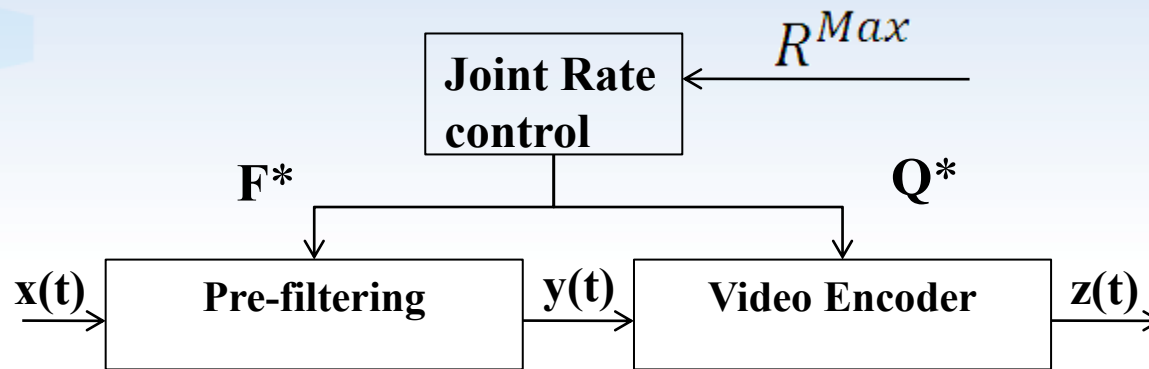 R^Max
Joint Rate
control
F*
Q*
x(t)
Pre-filtering
y(t)
Video Encoder
z(t)